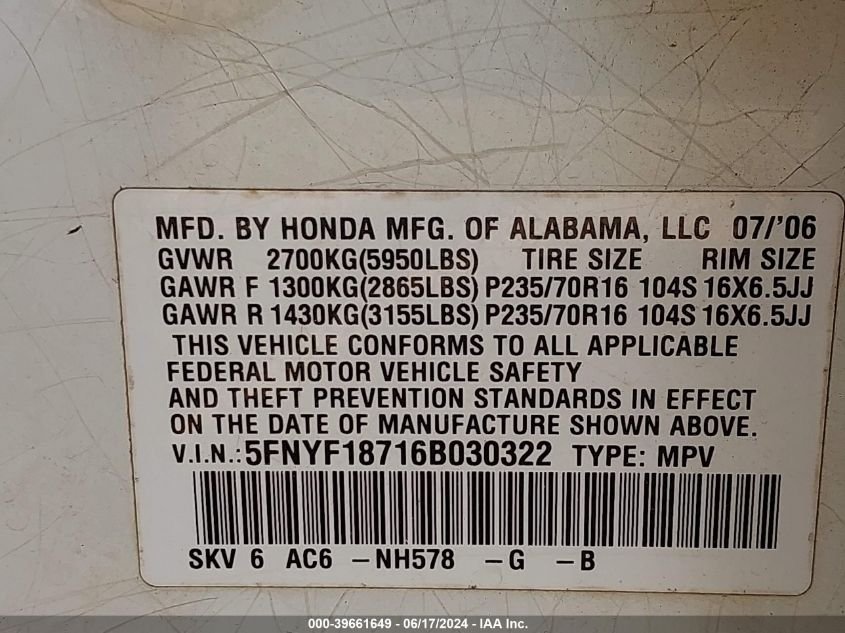 MFD. BY HONDA MFG. OF ALABAMA, LLC 07/'06
GVWR 2700KG(5950LBS) TIRE SIZE RIM SIZE
GAWR F 1300KG(2865LBS) P235/70R16 104S 16X6.5JJ
GAWR R 1430KG(3155LBS) P235/70R16 104S 16X6.5JJ
THIS VEHICLE CONFORMS TO ALL APPLICABLE
FEDERAL MOTOR VEHICLE SAFETY
AND THEFT PREVENTION STANDARDS IN EFFECT
ON THE DATE OF MANUFACTURE SHOWN ABOVE.
V.I.N.: 5FNYF18716B030322 TYPE: MPV
SKV 6 AC6 –NH578 –G –B
000-39661649 / 06/17/2024 – IAA Inc.